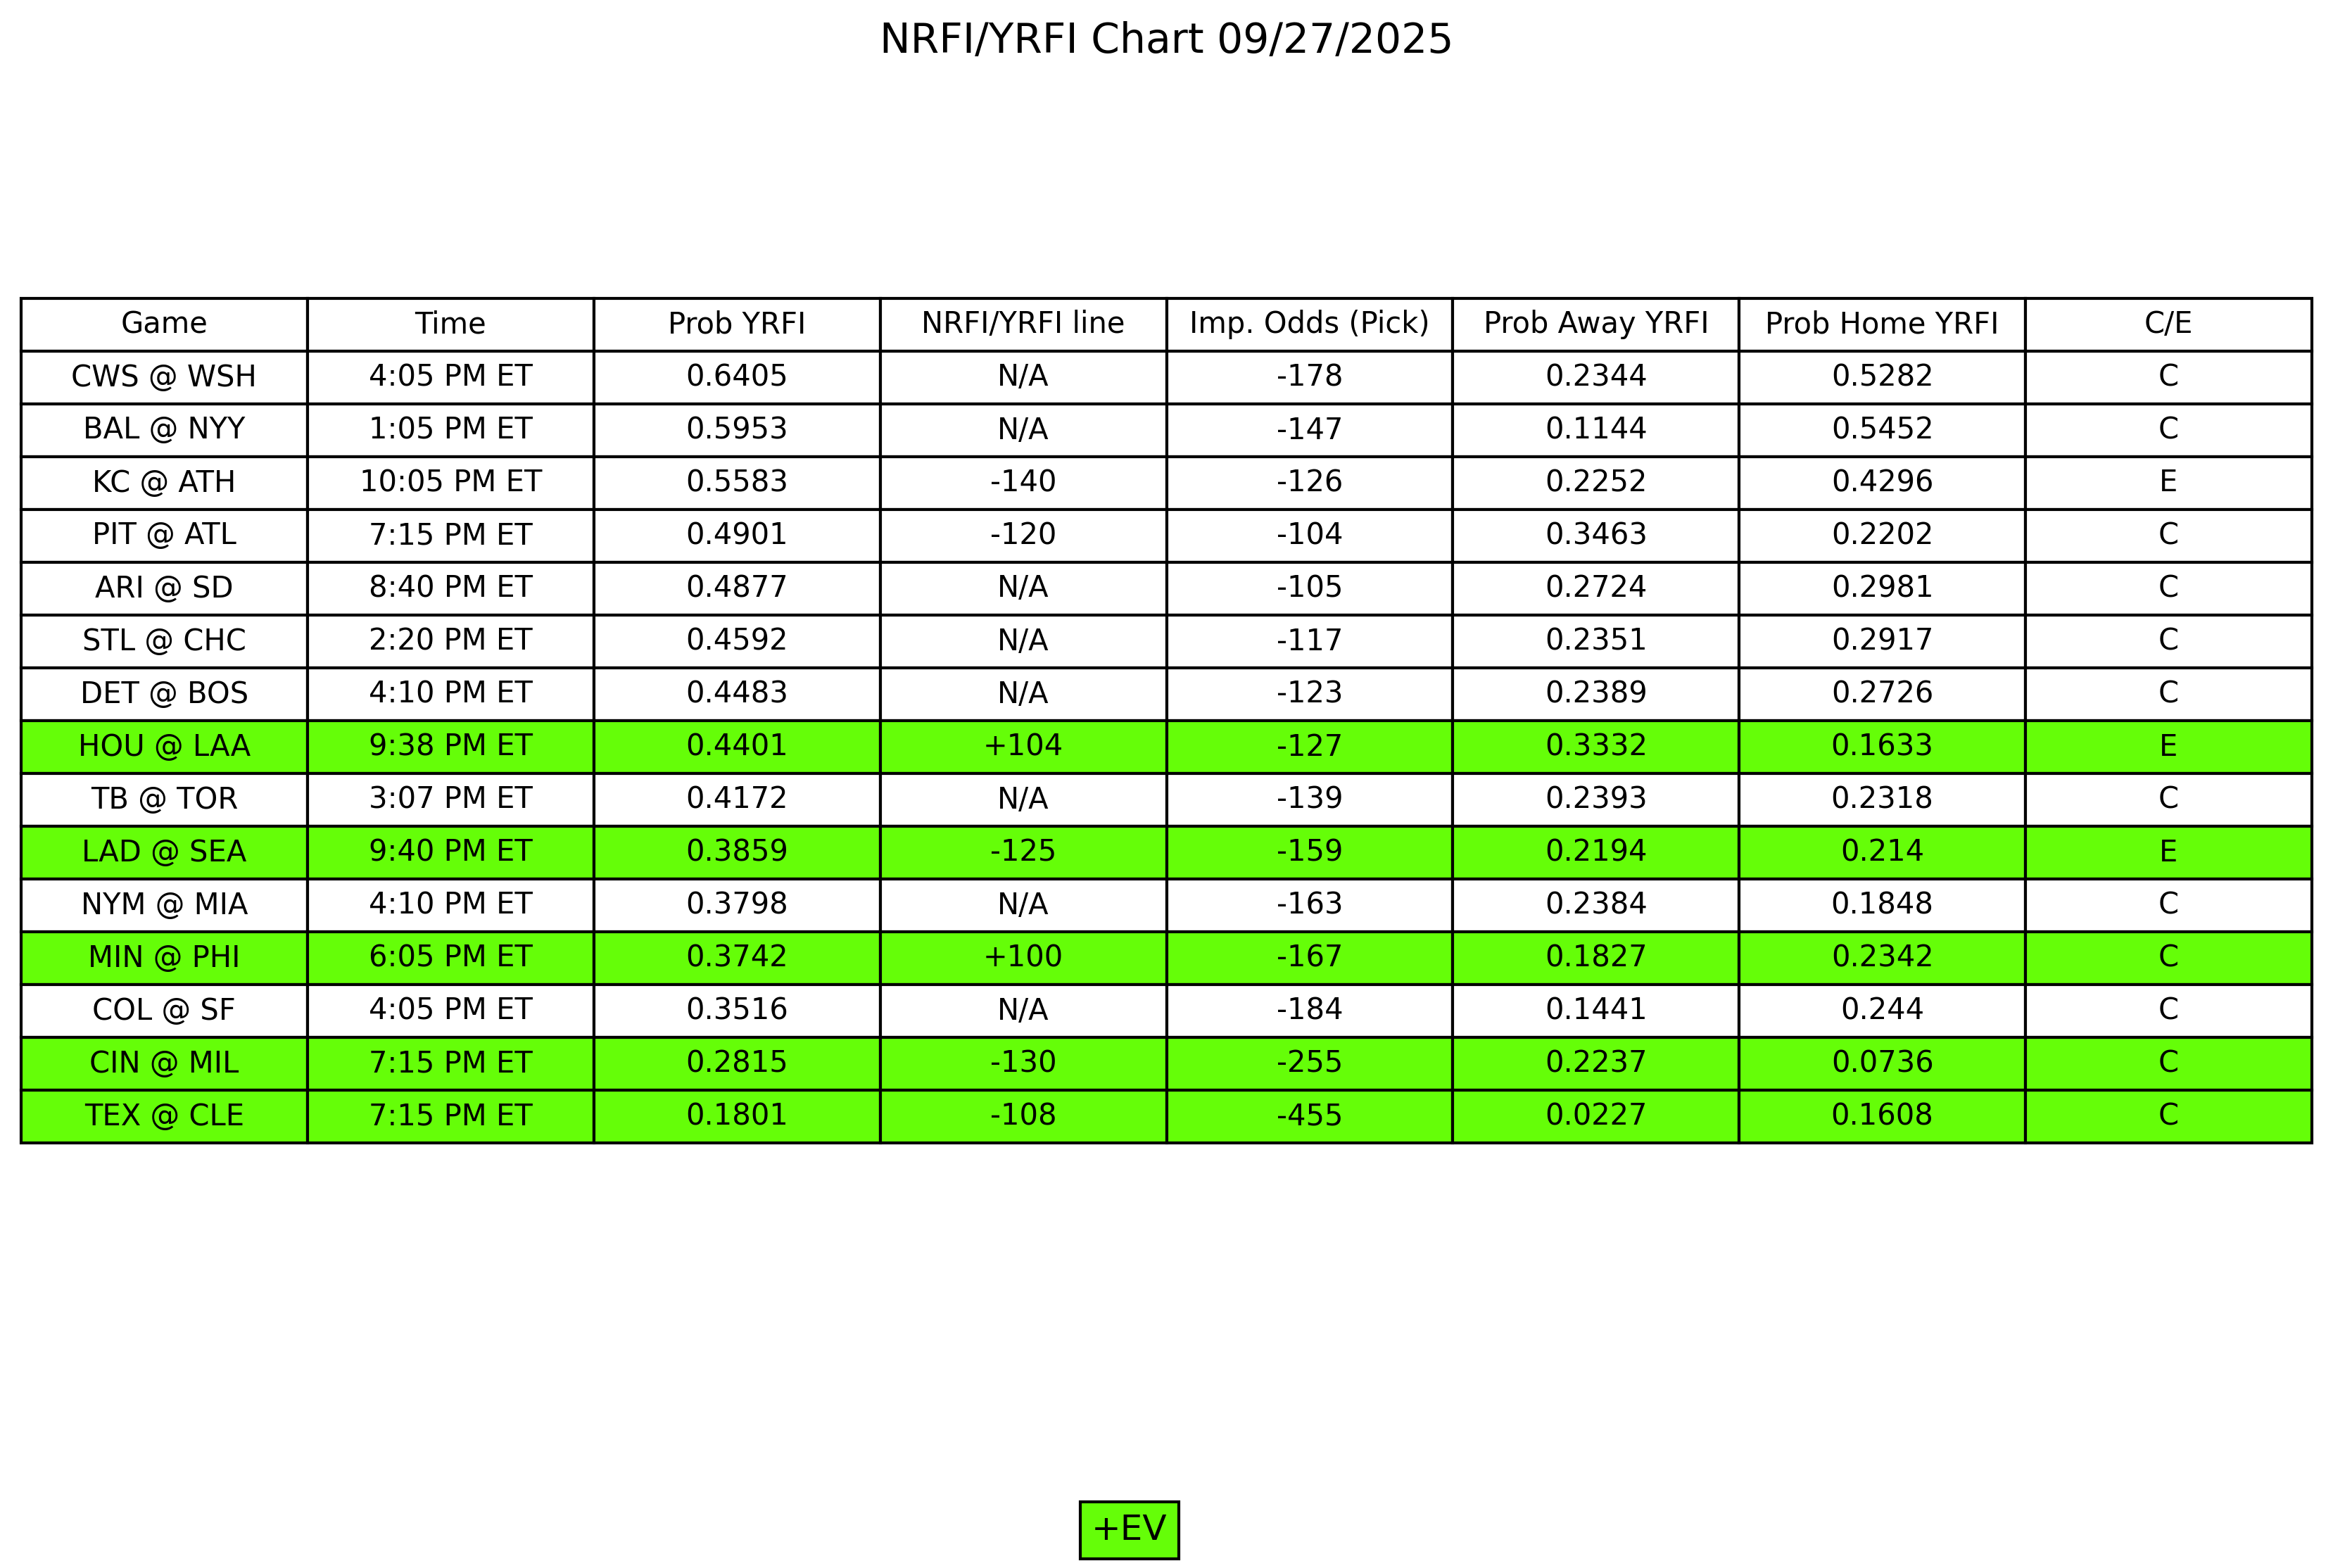 NRFI/YRFI Chart 09/27/2025
Game Time Prob YRFI NRFI/YRFI line Imp. Odds (Pick) Prob Away YRFI Prob Home YRFI C/E
CWS @ WSH 4:05 PM ET 0.6405 N/A -178 0.2344 0.5282 C
BAL @ NYY 1:05 PM ET 0.5953 N/A -147 0.1144 0.5452 C
KC @ ATH 10:05 PM ET 0.5583 -140 -126 0.2252 0.4296 E
PIT @ ATL 7:15 PM ET 0.4901 -120 -104 0.3463 0.2202 C
ARI @ SD 8:40 PM ET 0.4877 N/A -105 0.2724 0.2981 C
STL @ CHC 2:20 PM ET 0.4592 N/A -117 0.2351 0.2917 C
DET @ BOS 4:10 PM ET 0.4483 N/A -123 0.2389 0.2726 C
HOU @ LAA 9:38 PM ET 0.4401 +104 -127 0.3332 0.1633 E
TB @ TOR 3:07 PM ET 0.4172 N/A -139 0.2393 0.2318 C
LAD @ SEA 9:40 PM ET 0.3859 -125 -159 0.2194 0.214 E
NYM @ MIA 4:10 PM ET 0.3798 N/A -163 0.2384 0.1848 C
MIN @ PHI 6:05 PM ET 0.3742 +100 -167 0.1827 0.2342 C
COL @ SF 4:05 PM ET 0.3516 N/A -184 0.1441 0.244 C
CIN @ MIL 7:15 PM ET 0.2815 -130 -255 0.2237 0.0736 C
TEX @ CLE 7:15 PM ET 0.1801 -108 -455 0.0227 0.1608 C
+EV